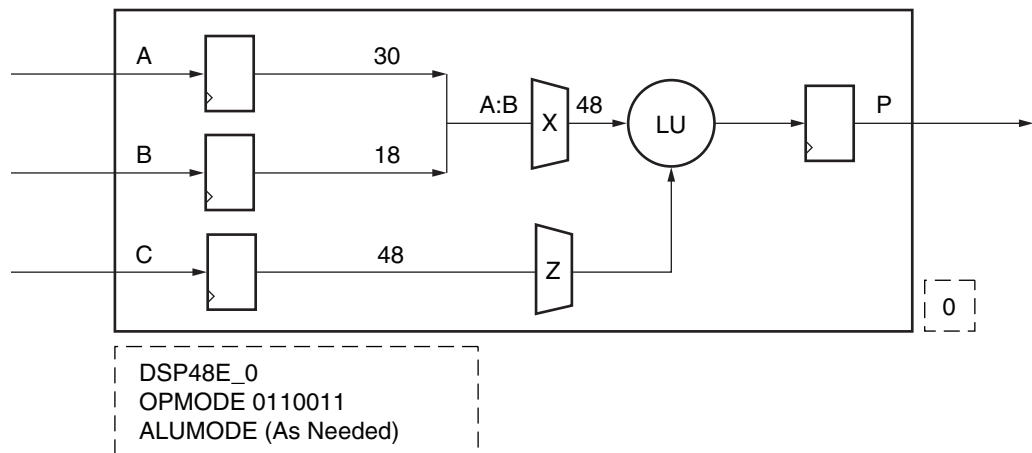 A
30
A:B
X
48
LU
P
B
18
C
48
Z
0
DSP48E_0
OPMODE 0110011
ALUMODE (As Needed)